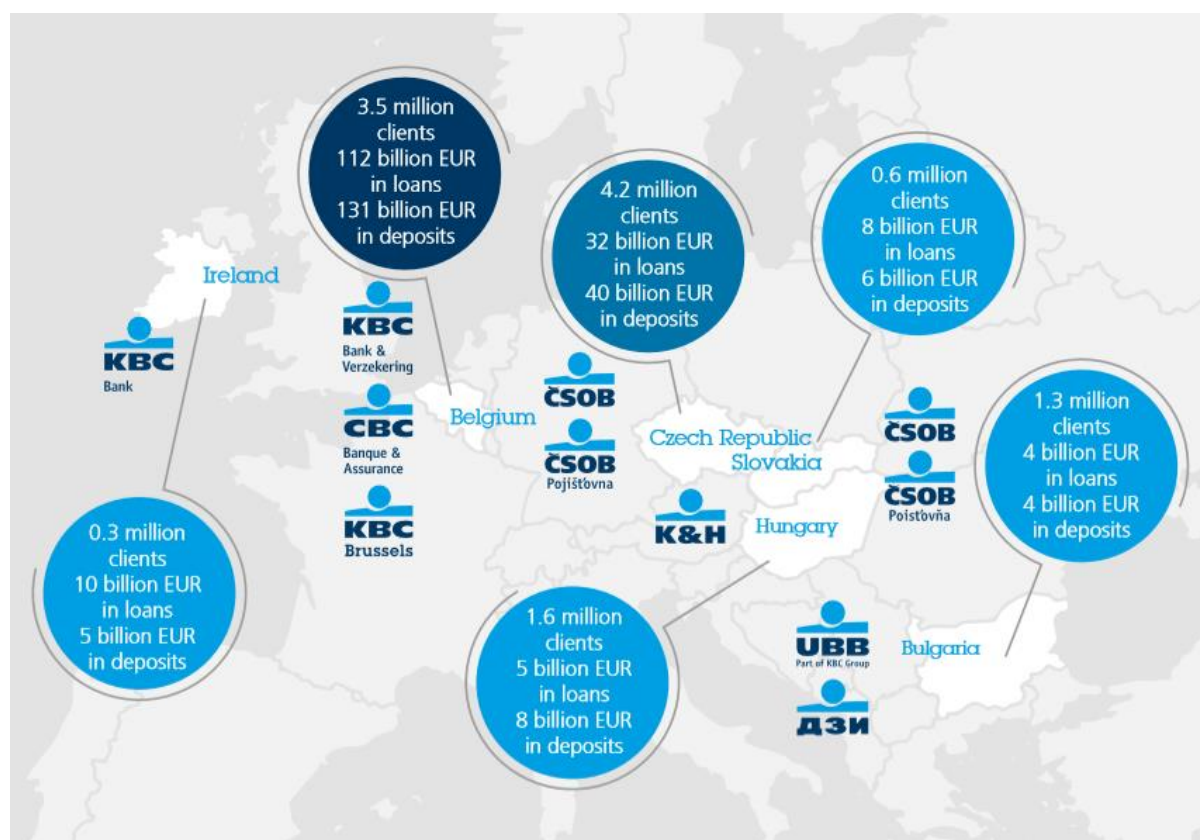 3.5 million
clients
112 billion EUR
in loans
131 billion EUR
in deposits
4.2 million
clients
32 billion EUR
in loans
40 billion EUR
in deposits
0.6 million
clients
8 billion EUR
in loans
6 billion EUR
in deposits
Ireland
KBC
Bank
KBC
Bank &
Verzekering
CBC
Banque &
Assurance
KBC
Brussels
Belgium
ČSOB
ČSOB
Pojišťovna
Czech Republic
Slovakia
ČSOB
ČSOB
Poisťovňa
1.3 million
clients
4 billion EUR
in loans
4 billion EUR
in deposits
K&H
Hungary
0.3 million
clients
10 billion EUR
in loans
5 billion EUR
in deposits
1.6 million
clients
5 billion EUR
in loans
8 billion EUR
in deposits
UBB
Part of KBC Group
Bulgaria
ДЗИ